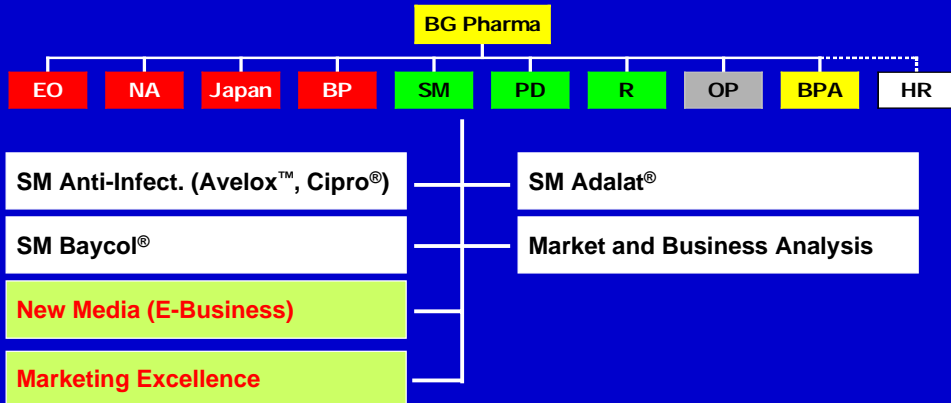 BG Pharma
EO NA Japan BP SM PD R OP BPA HR
SM Anti-Infect. (Avelox™, Cipro®)
SM Adalat®
SM Baycol®
Market and Business Analysis
New Media (E-Business)
Marketing Excellence